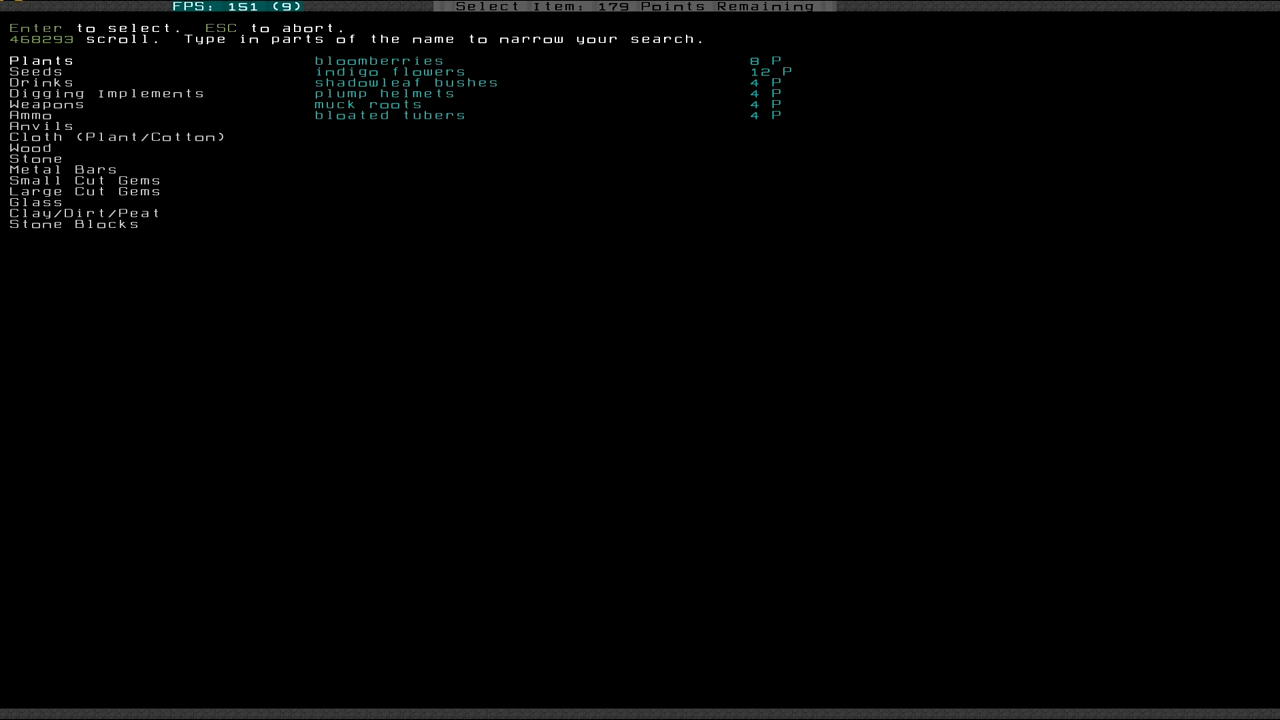 FPS: 151 (9) Select Item: 179 Points Remaining
Enter to select. ESC to abort.
468293 scroll. Type in parts of the name to narrow your search.
Plants bloomberries 8 P
Seeds indigo flowers 12 P
Drinks shadowleaf bushes 4 P
Digging Implements plump helmets 4 P
Weapons muck roots 4 P
Ammo bloated tubers 4 P
Anvils
Cloth (Plant/Cotton)
Wood
Stone
Metal Bars
Small Cut Gems
Large Cut Gems
Glass
Clay/Dirt/Peat
Stone Blocks